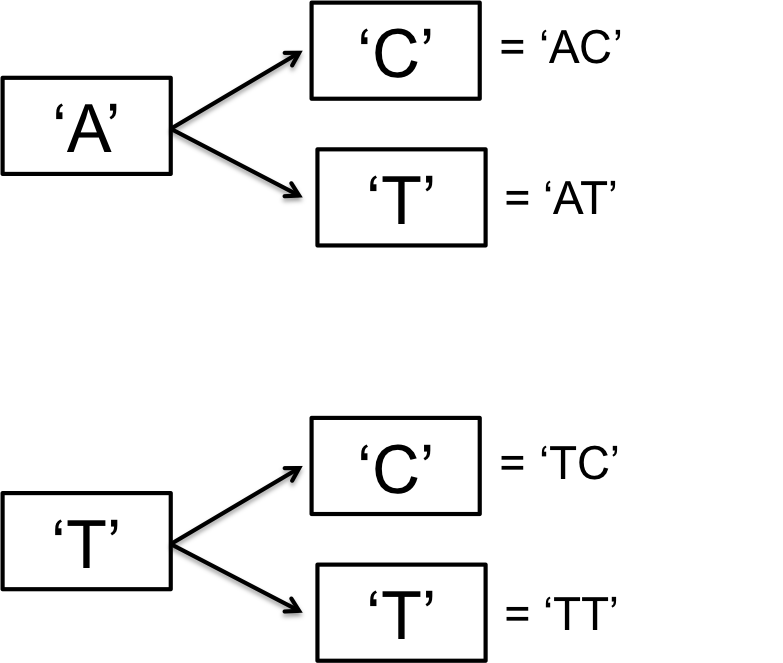 ‘C’ = ‘AC’
‘A’
‘T’ = ‘AT’
‘C’ = ‘TC’
‘T’
‘T’ = ‘TT’